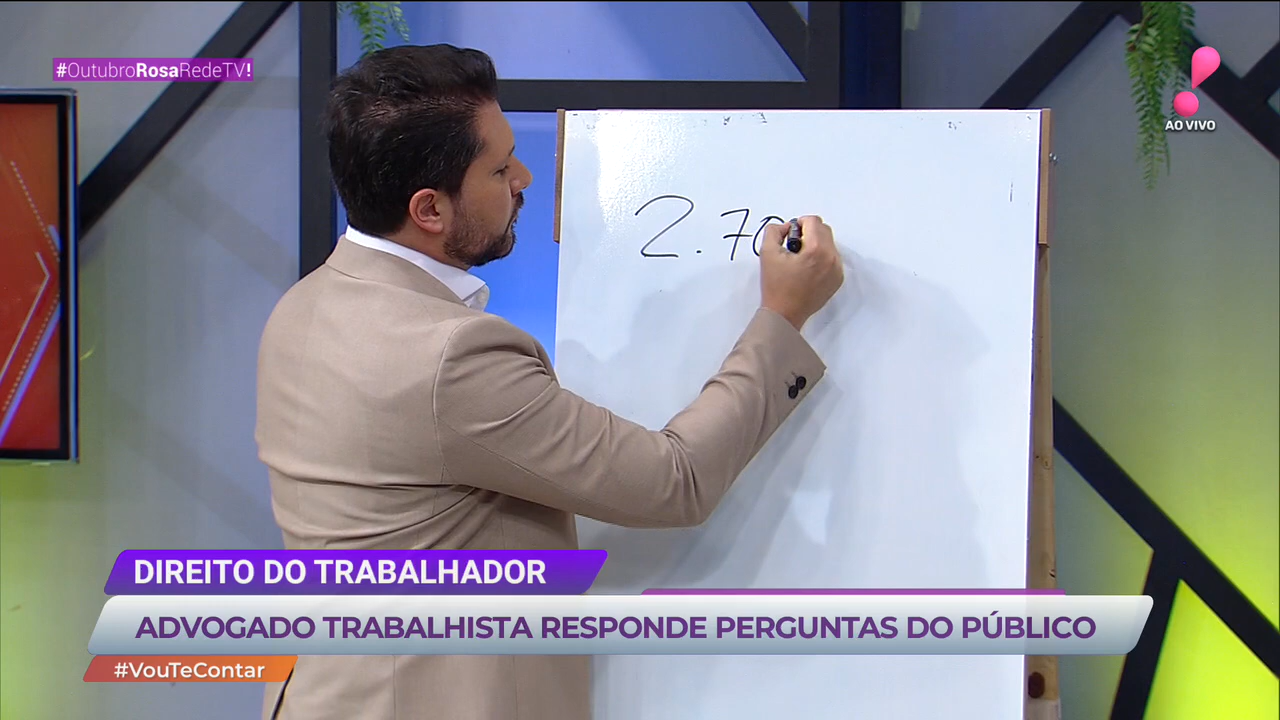 #OutubroRosaRedeTV!
AO VIVO
2.70
DIREITO DO TRABALHADOR
ADVOGADO TRABALHISTA RESPONDE PERGUNTAS DO PÚBLICO
#VouTeContar